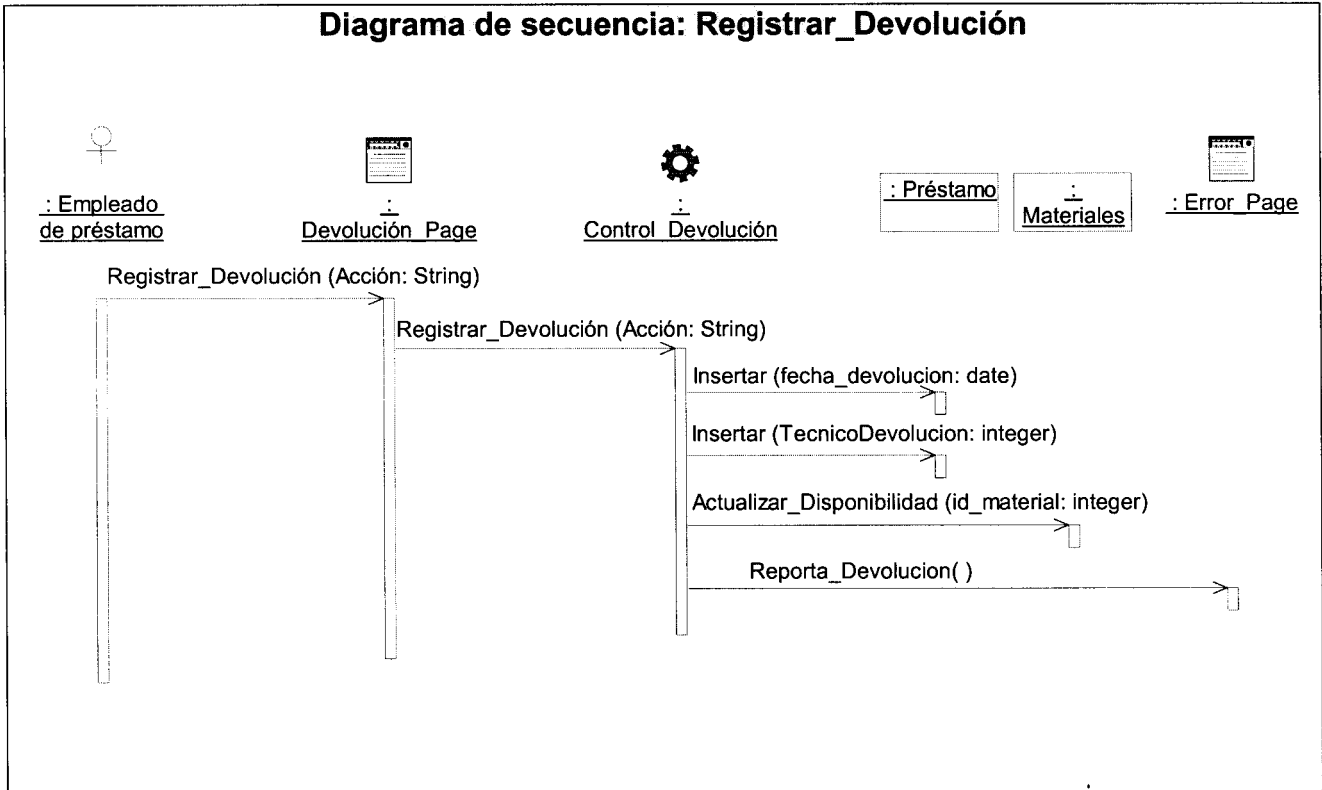 Diagrama de secuencia: Registrar_Devolución
: Empleado
de préstamo
:
Devolución_Page
:
Control_Devolución
: Préstamo
:
Materiales
: Error_Page
Registrar_Devolución (Acción: String)
Registrar_Devolución (Acción: String)
Insertar (fecha_devolucion: date)
Insertar (TecnicoDevolucion: integer)
Actualizar_Disponibilidad (id_material: integer)
Reporta_Devolucion( )